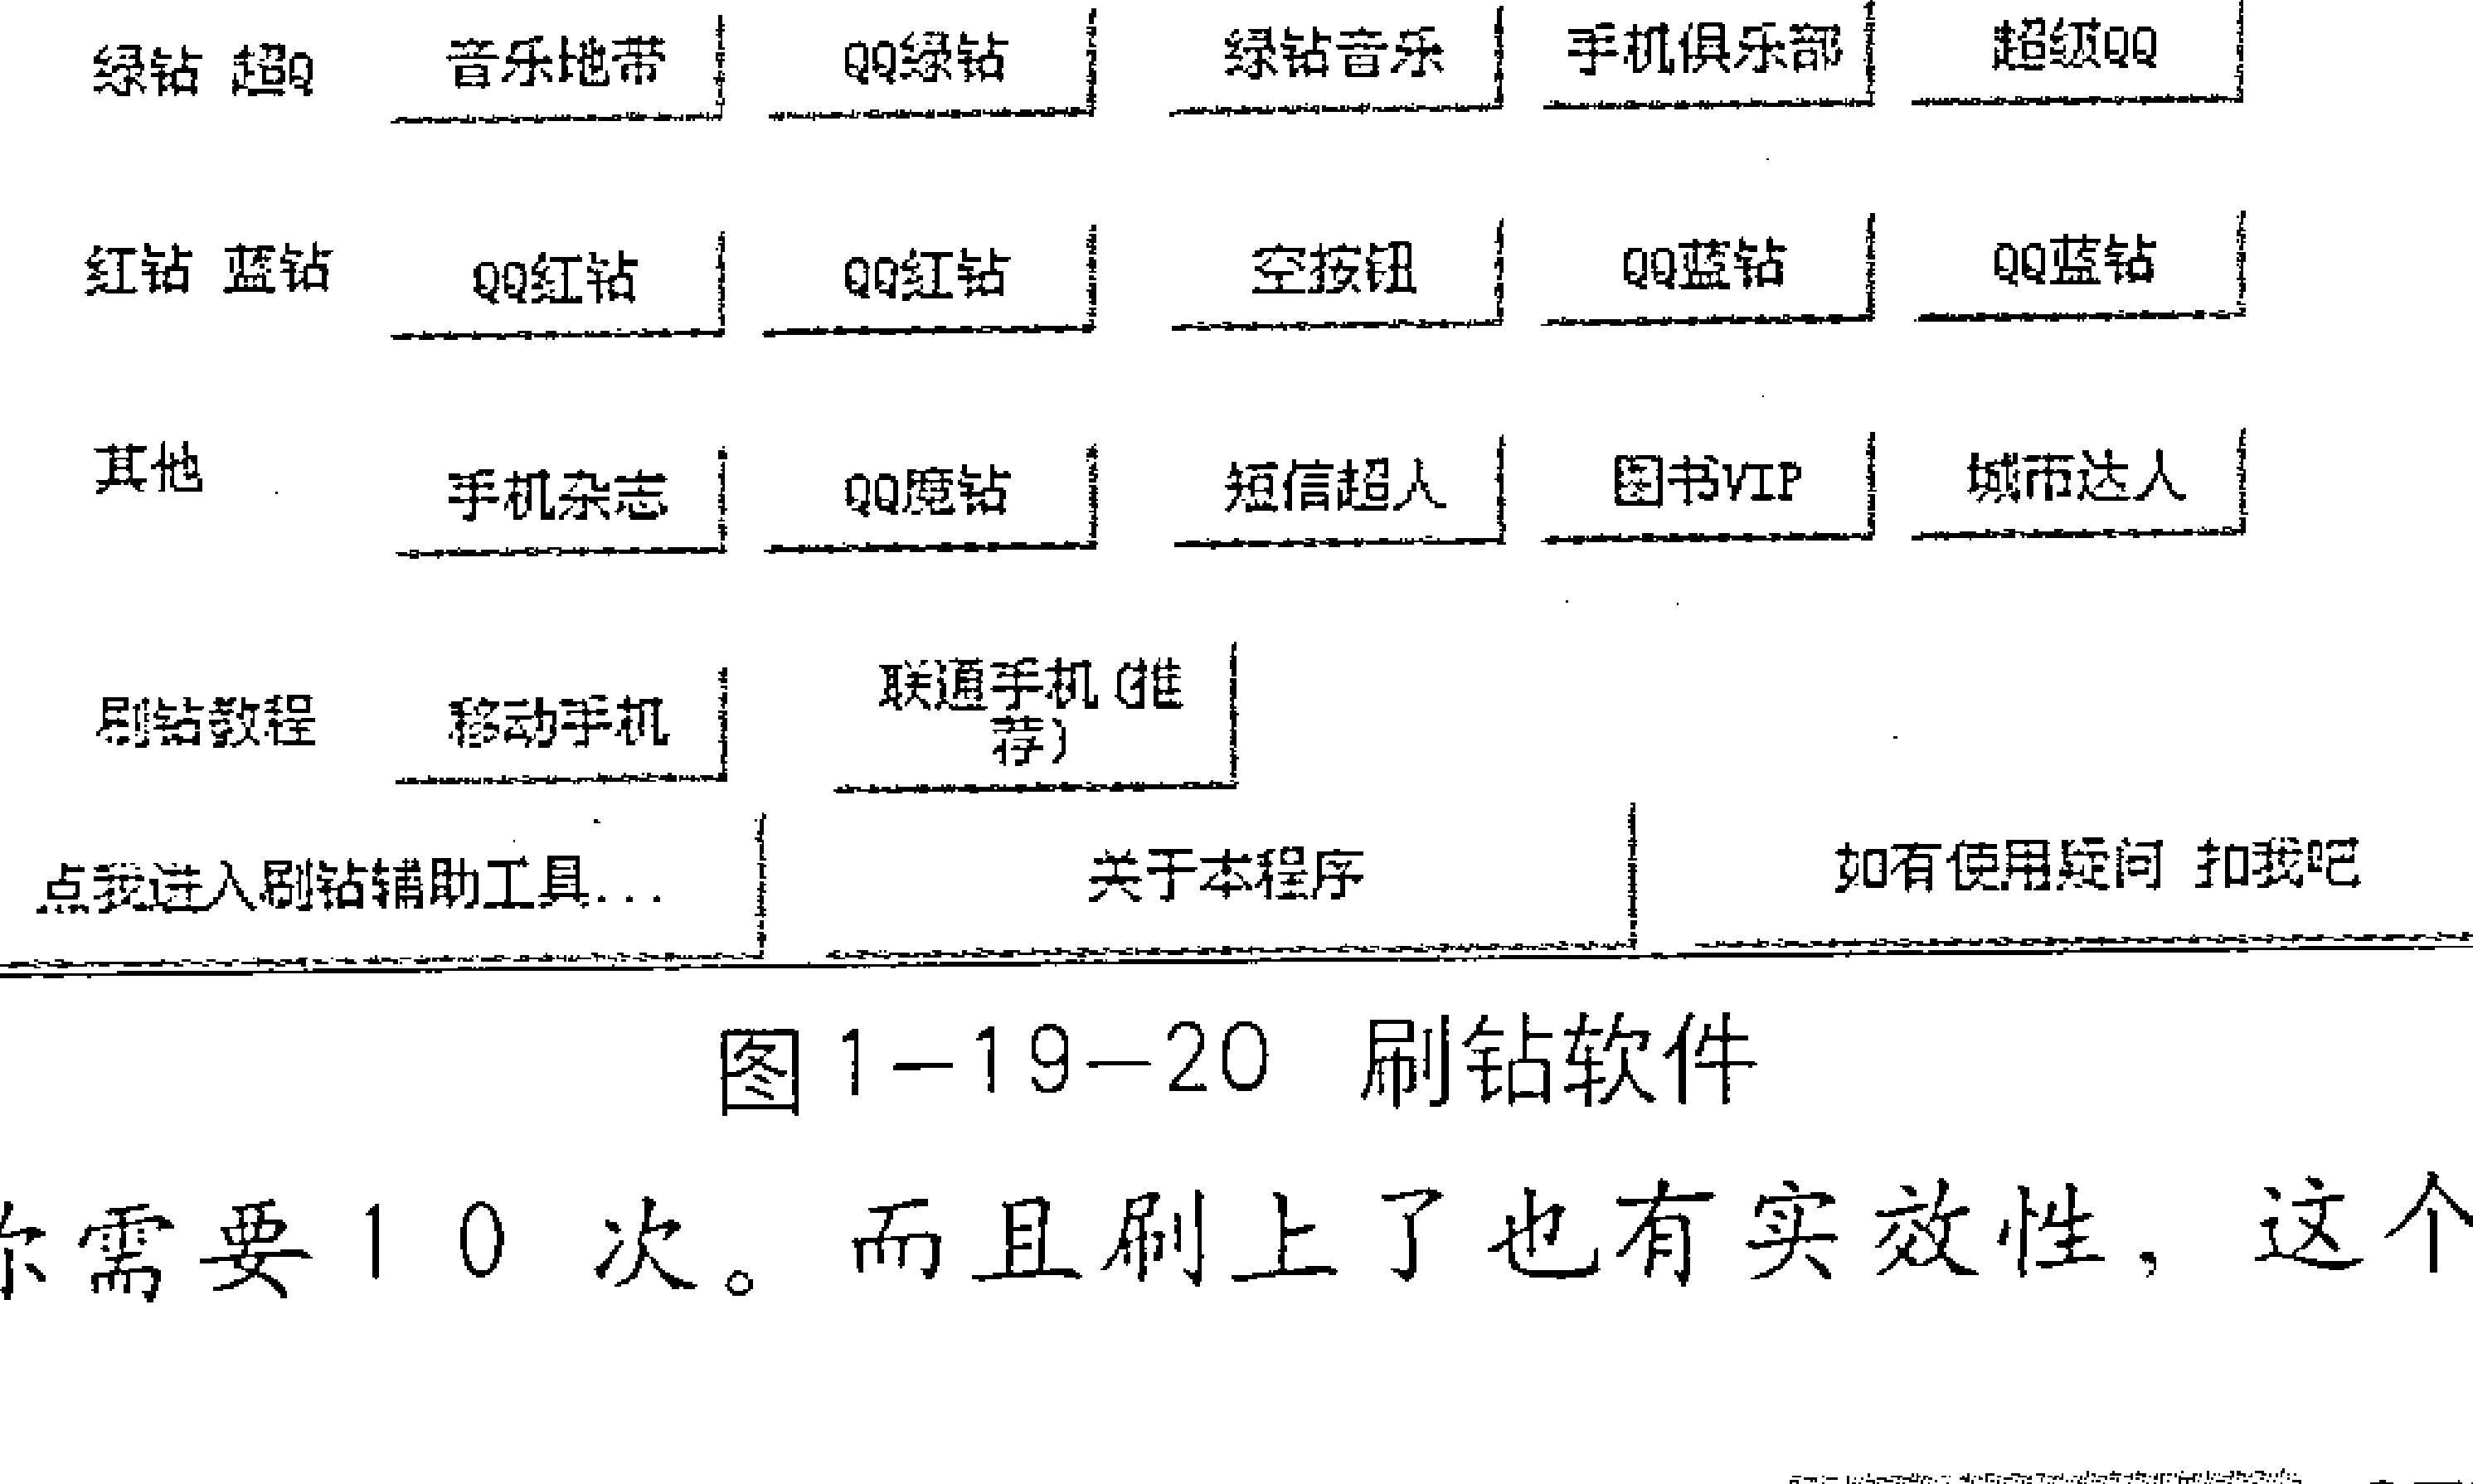 绿钻 超Q 音乐地带 QQ绿钻 绿钻音乐 手机俱乐部 超级QQ
红钻 蓝钻 QQ红钻 QQ红钻 空按钮 QQ蓝钻 QQ蓝钻
其他 手机杂志 QQ魔钻 短信超人 图书VIP 城市达人
刷钻教程 移动手机 联通手机(推
荐)
点我进入刷钻辅助工具... 关于本程序 如有使用疑问 扣我吧
图1-19-20 刷钻软件
你需要10 次。而且刷上了也有实效性,这个